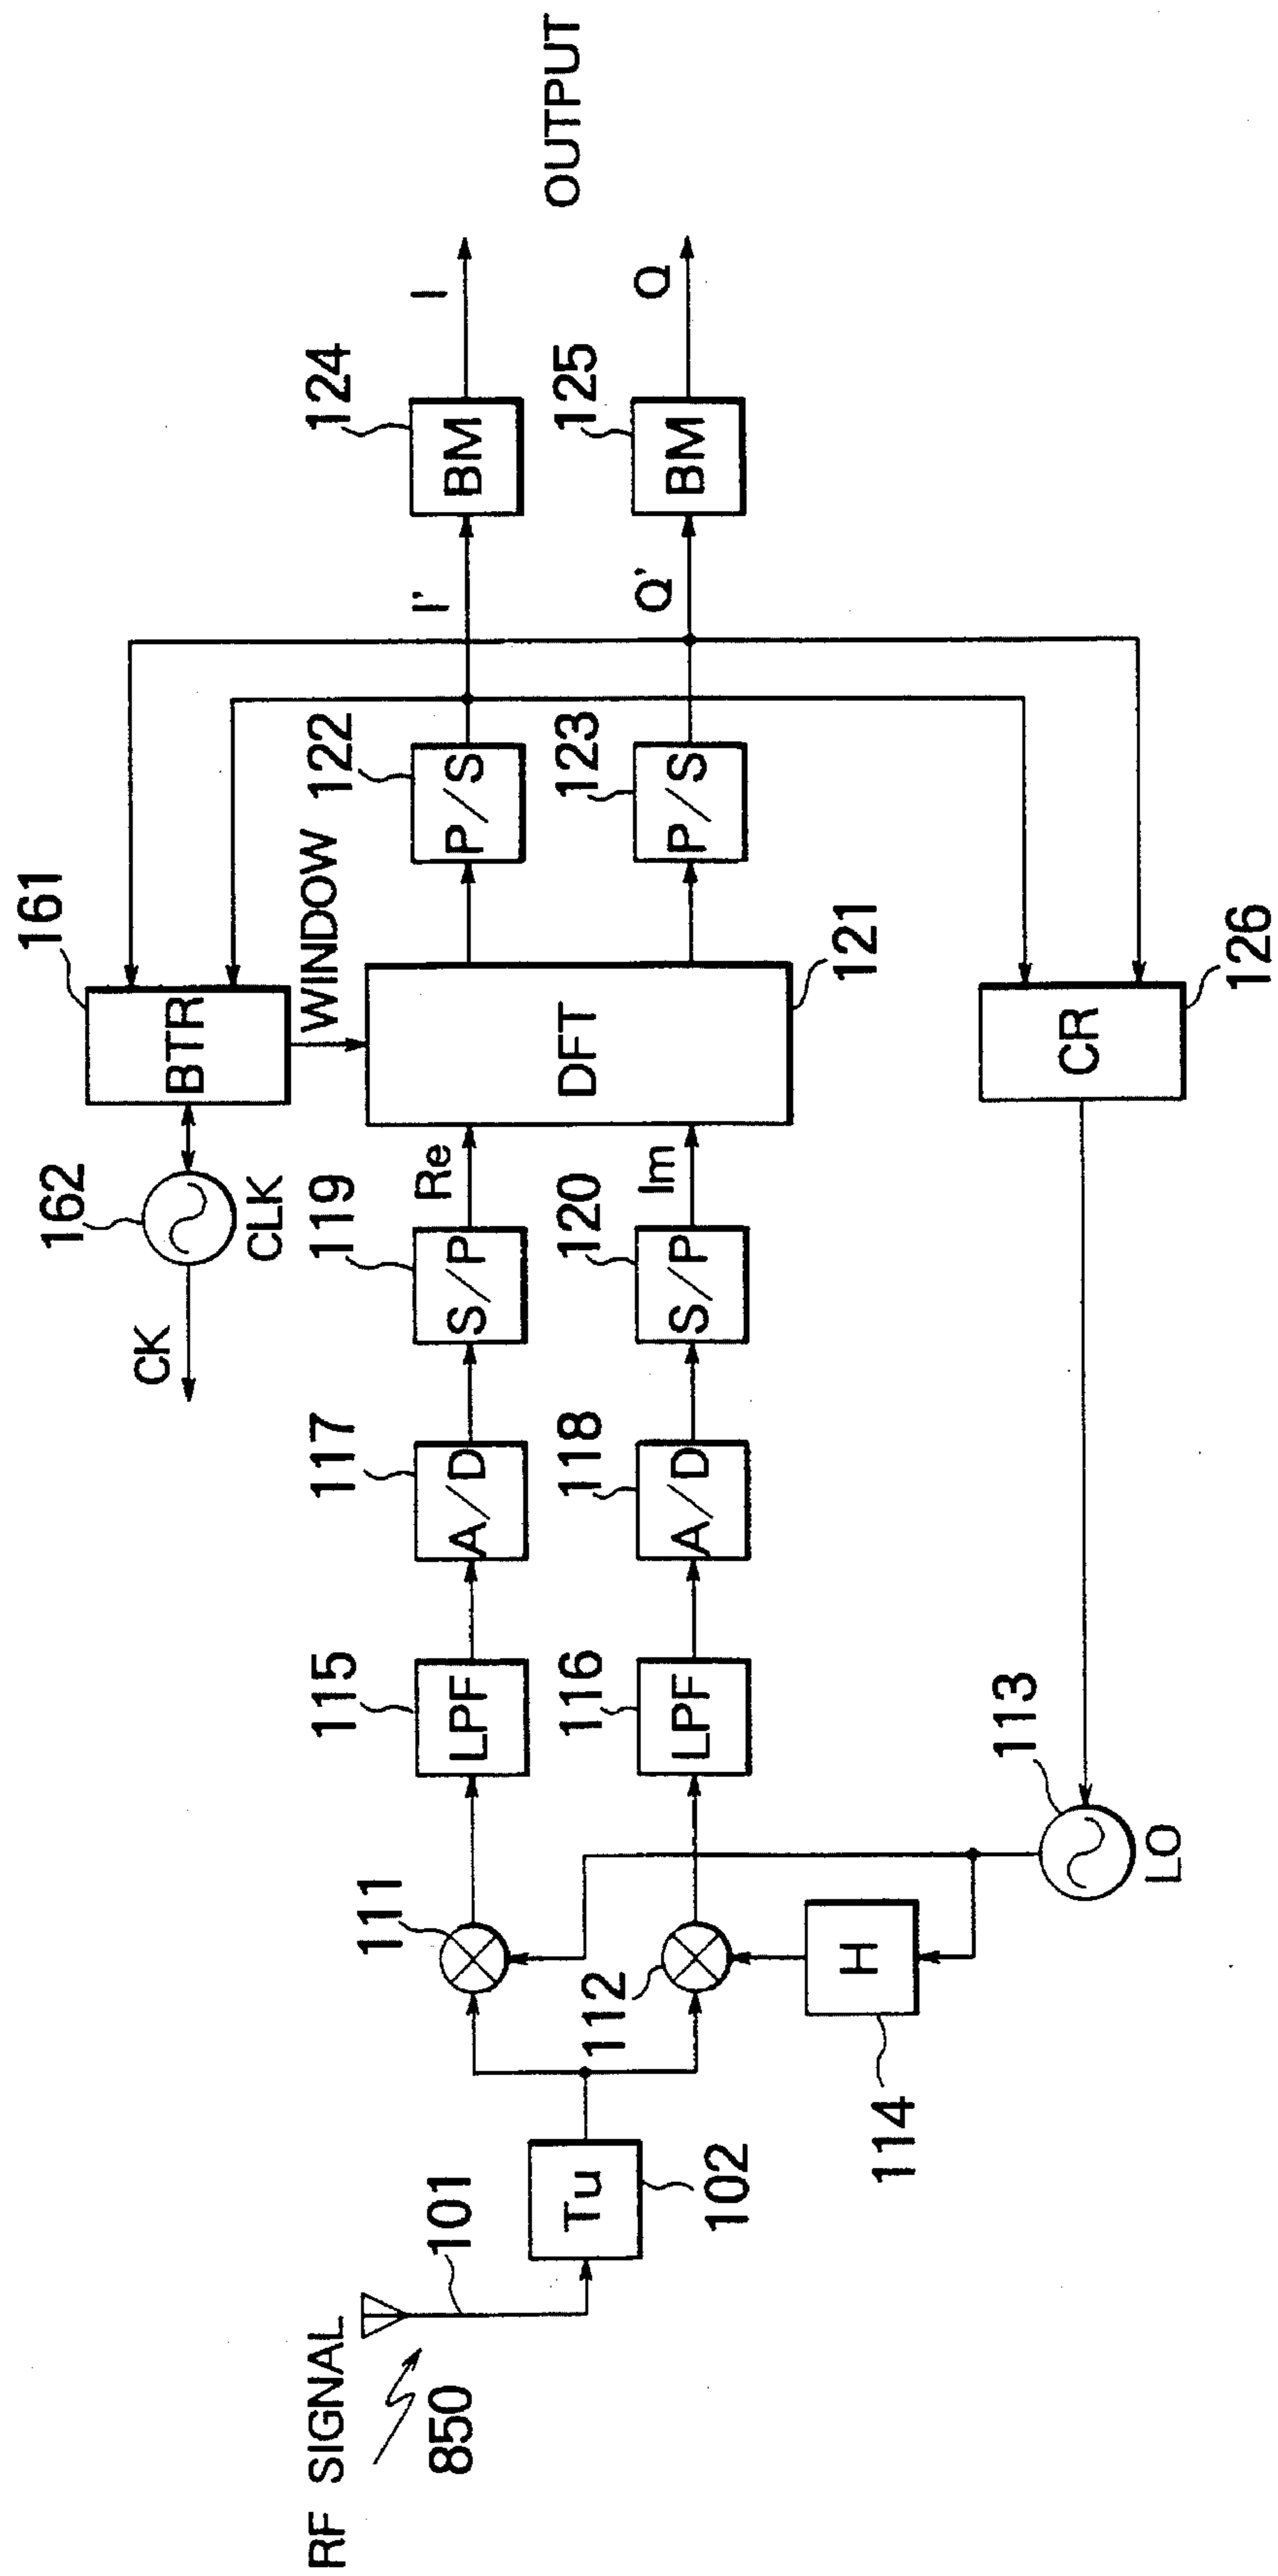 RF SIGNAL
850
101
Tu
102
111
112
H
114
LO
113
LPF
115
LPF
116
A/D
117
A/D
118
S/P
119
S/P
120
Re
Im
CK
CLK
162
BTR
161
WINDOW
DFT
121
CR
126
P/S
122
P/S
123
I'
Q'
BM
124
BM
125
I
Q
OUTPUT